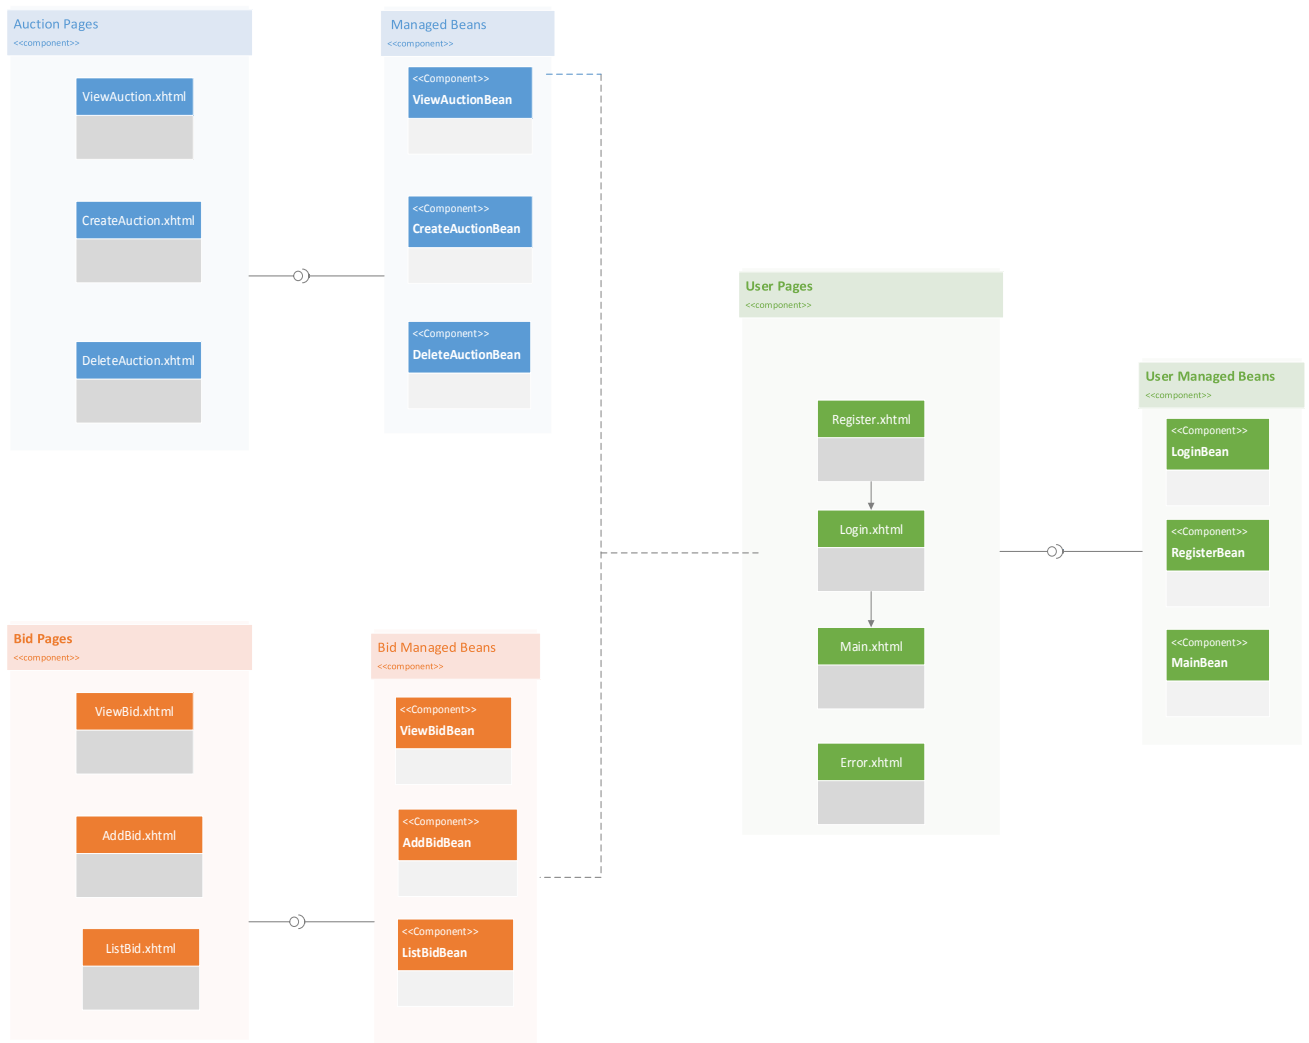 Auction Pages
<<component>>
ViewAuction.xhtml
CreateAuction.xhtml
DeleteAuction.xhtml
Managed Beans
<<component>>
<<Component>>
ViewAuctionBean
<<Component>>
CreateAuctionBean
<<Component>>
DeleteAuctionBean
User Pages
<<component>>
Register.xhtml
Login.xhtml
Main.xhtml
Error.xhtml
User Managed Beans
<<component>>
<<Component>>
LoginBean
<<Component>>
RegisterBean
<<Component>>
MainBean
Bid Pages
<<component>>
ViewBid.xhtml
AddBid.xhtml
ListBid.xhtml
Bid Managed Beans
<<component>>
<<Component>>
ViewBidBean
<<Component>>
AddBidBean
<<Component>>
ListBidBean